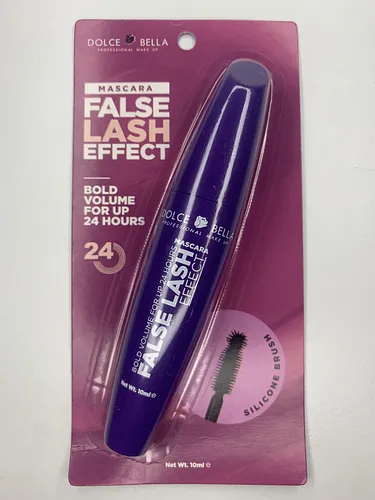 DOLCE BELLA
PROFESSIONAL MAKE UP
MASCARA
FALSE
LASH
EFFECT
BOLD
VOLUME
FOR UP
24 HOURS
24
DOLCE BELLA
PROFESSIONAL MAKE UP
MASCARA
FALSE LASH
EFFECT
BOLD VOLUME FOR UP 24 HOURS
Net Wt. 10ml e
SILICONE BRUSH
Net Wt. 10ml e